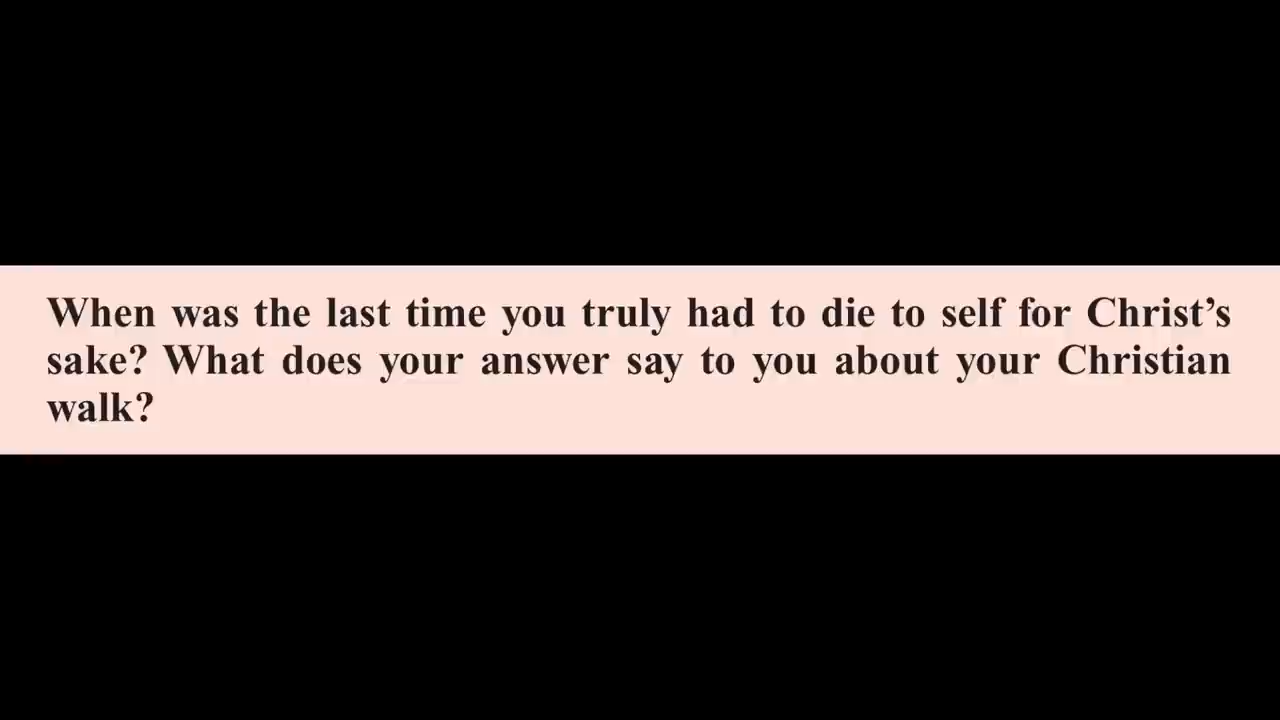 When was the last time you truly had to die to self for Christ’s
sake? What does your answer say to you about your Christian
walk?